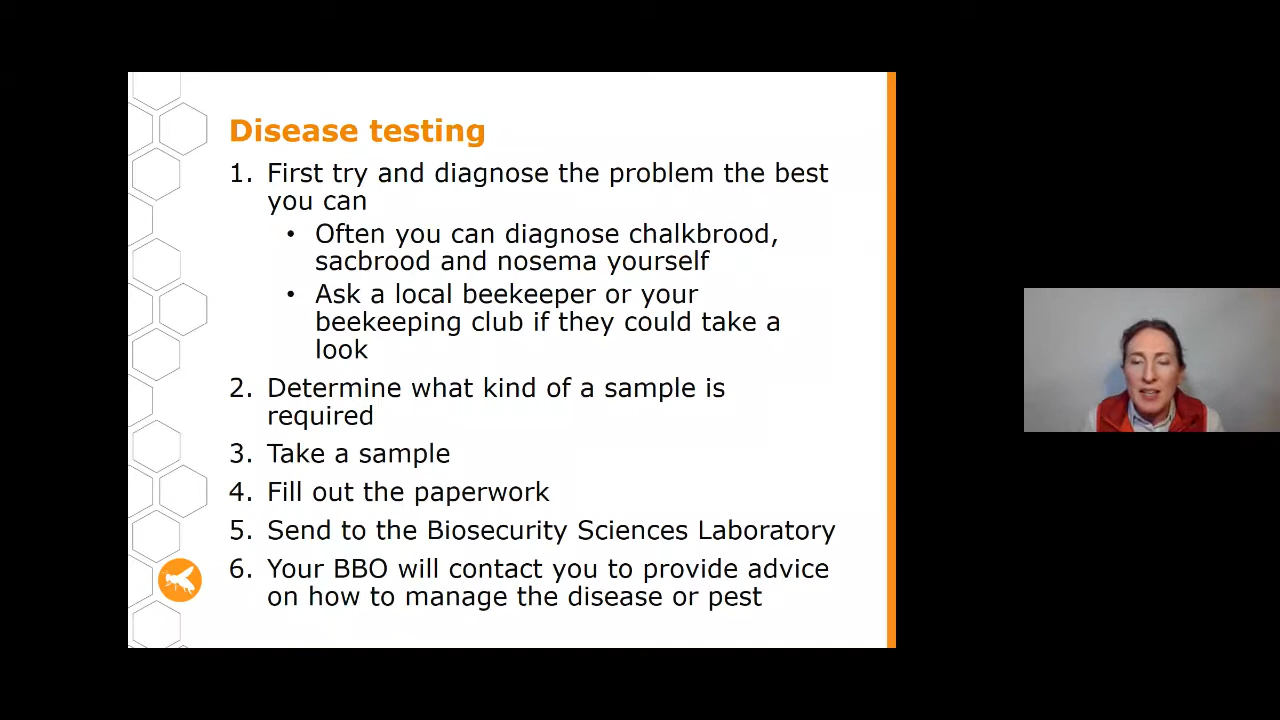 Disease testing
1. First try and diagnose the problem the best
you can
• Often you can diagnose chalkbrood,
sacbrood and nosema yourself
• Ask a local beekeeper or your
beekeeping club if they could take a
look
2. Determine what kind of a sample is
required
3. Take a sample
4. Fill out the paperwork
5. Send to the Biosecurity Sciences Laboratory
6. Your BBO will contact you to provide advice
on how to manage the disease or pest